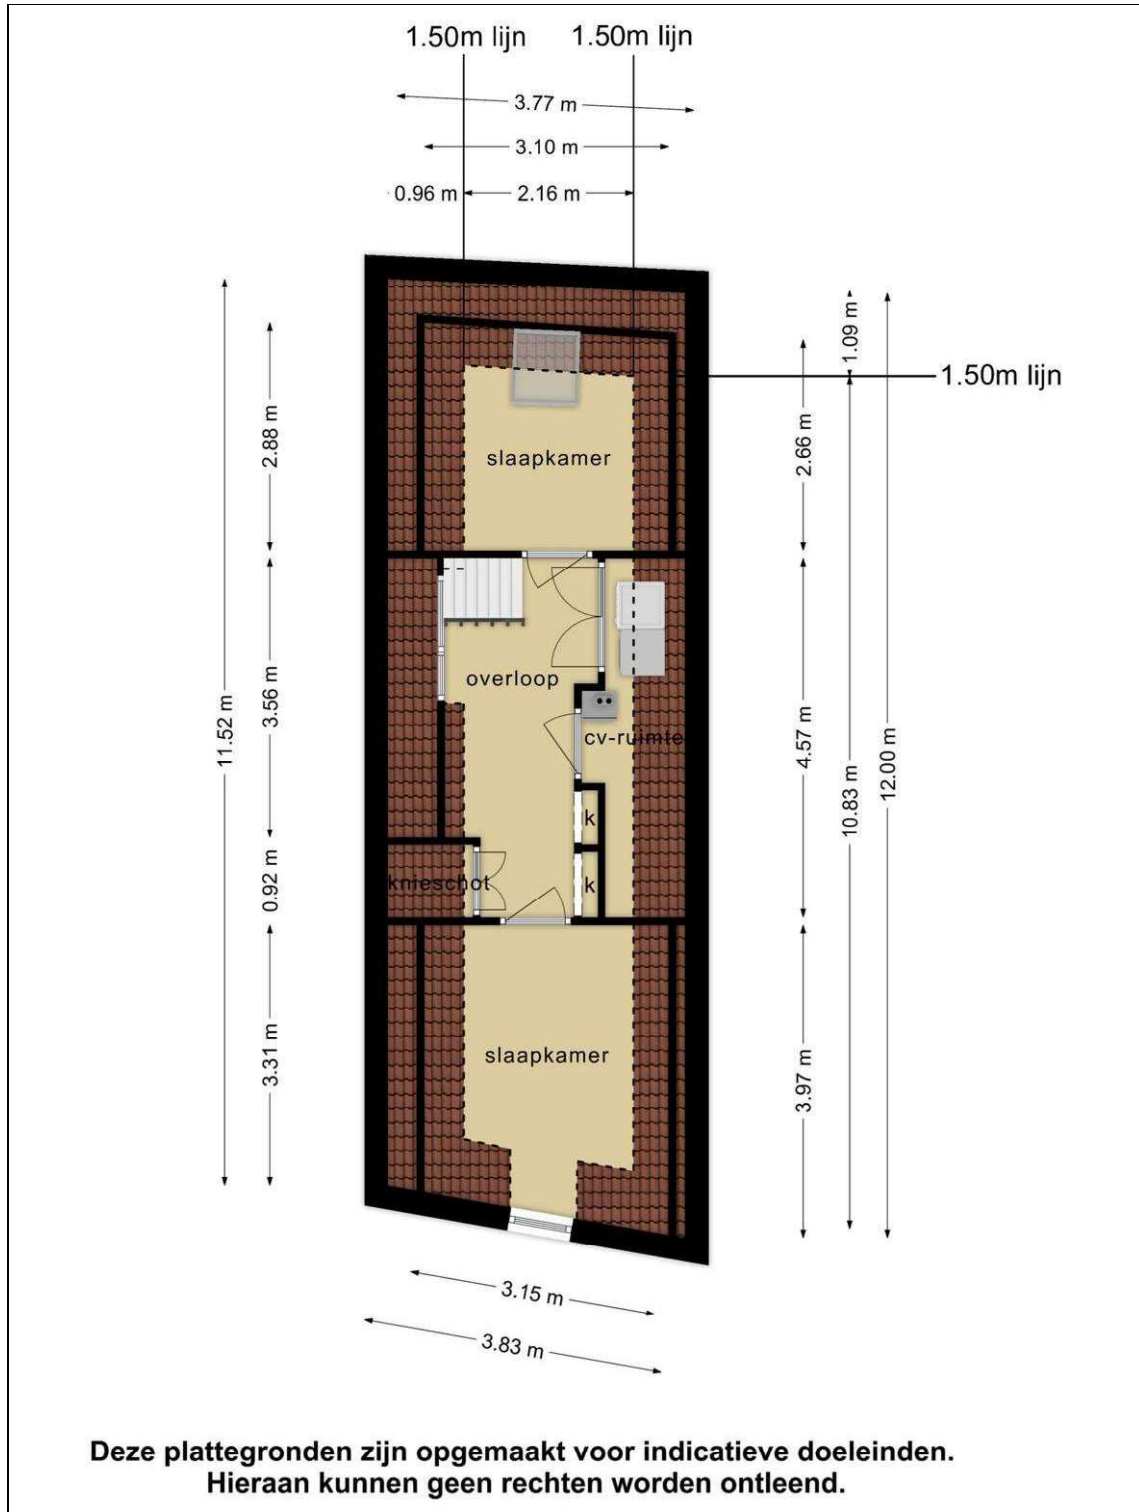 1.50m lijn 1.50m lijn
3.77 m
3.10 m
0.96 m 2.16 m
1.09 m
1.50m lijn
2.88 m
2.66 m
slaapkamer
11.52 m
3.56 m
overloop
cv-ruimte
4.57 m
10.83 m
12.00 m
k
0.92 m
knieschot
k
3.31 m
slaapkamer
3.97 m
3.15 m
3.83 m
Deze plattegronden zijn opgemaakt voor indicatieve doeleinden.
Hieraan kunnen geen rechten worden ontleend.